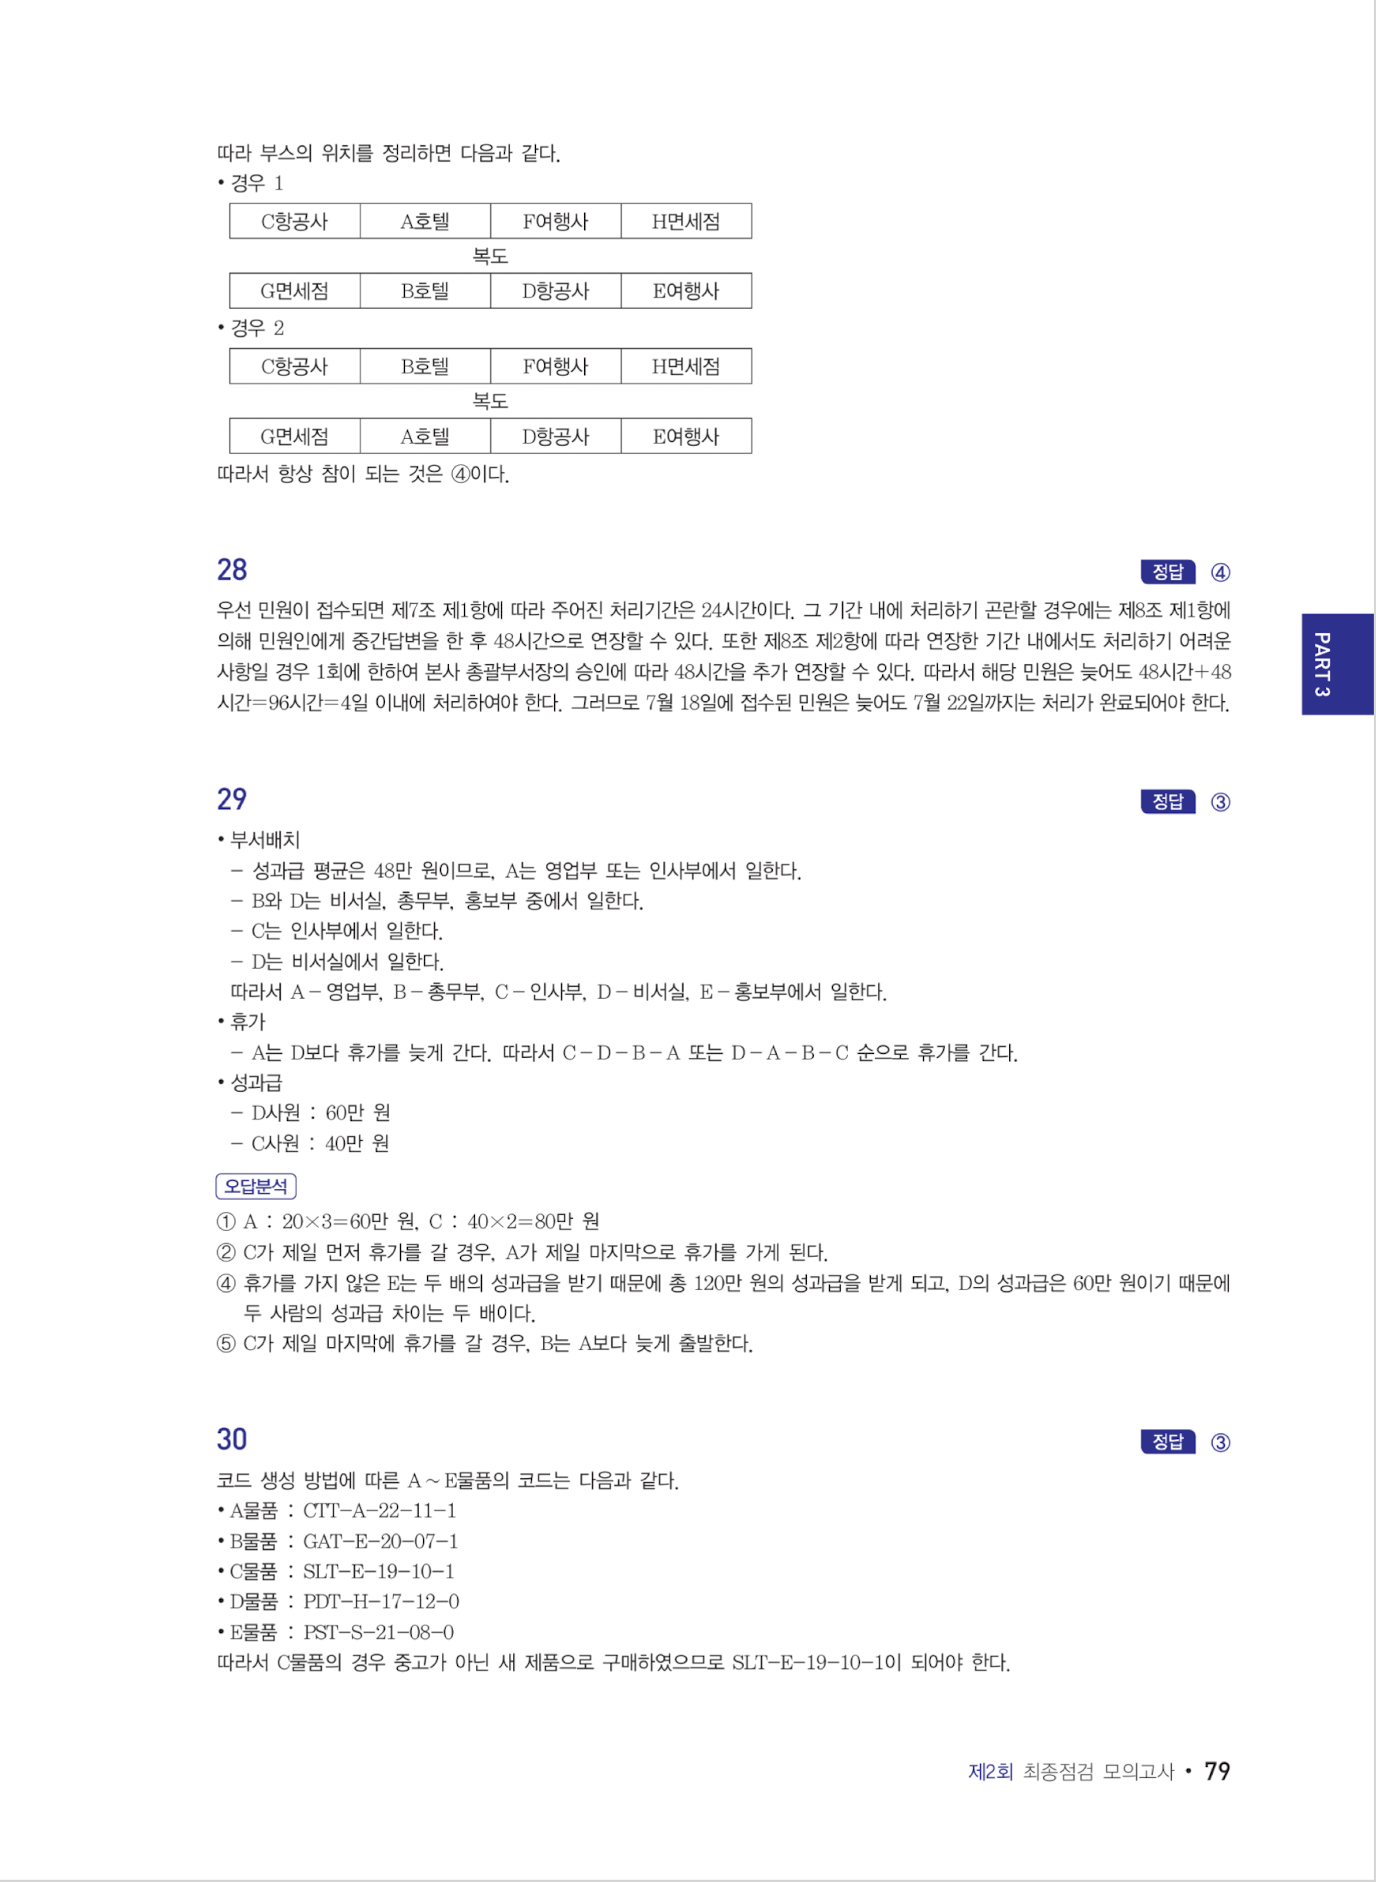 따라 부스의 위치를 정리하면 다음과 같다.
• 경우 1
C항공사 A호텔 F여행사 H면세점
복도
G면세점 B호텔 D항공사 E여행사
• 경우 2
C항공사 B호텔 F여행사 H면세점
복도
G면세점 A호텔 D항공사 E여행사
따라서 항상 참이 되는 것은 ④이다.
28 정답 ④
우선 민원이 접수되면 제7조 제1항에 따라 주어진 처리기간은 24시간이다. 그 기간 내에 처리하기 곤란할 경우에는 제8조 제1항에
의해 민원인에게 중간답변을 한 후 48시간으로 연장할 수 있다. 또한 제8조 제2항에 따라 연장한 기간 내에서도 처리하기 어려운
사항일 경우 1회에 한하여 본사 총괄부서장의 승인에 따라 48시간을 추가 연장할 수 있다. 따라서 해당 민원은 늦어도 48시간+48
시간=96시간=4일 이내에 처리하여야 한다. 그러므로 7월 18일에 접수된 민원은 늦어도 7월 22일까지는 처리가 완료되어야 한다.
PART 3
29 정답 ③
• 부서배치
– 성과급 평균은 48만 원이므로, A는 영업부 또는 인사부에서 일한다.
– B와 D는 비서실, 총무부, 홍보부 중에서 일한다.
– C는 인사부에서 일한다.
– D는 비서실에서 일한다.
따라서 A – 영업부, B – 총무부, C – 인사부, D – 비서실, E – 홍보부에서 일한다.
• 휴가
– A는 D보다 휴가를 늦게 간다. 따라서 C – D – B – A 또는 D – A – B – C 순으로 휴가를 간다.
• 성과급
– D사원 : 60만 원
– C사원 : 40만 원
오답분석
① A : 20×3=60만 원, C : 40×2=80만 원
② C가 제일 먼저 휴가를 갈 경우, A가 제일 마지막으로 휴가를 가게 된다.
④ 휴가를 가지 않은 E는 두 배의 성과급을 받기 때문에 총 120만 원의 성과급을 받게 되고, D의 성과급은 60만 원이기 때문에
두 사람의 성과급 차이는 두 배이다.
⑤ C가 제일 마지막에 휴가를 갈 경우, B는 A보다 늦게 출발한다.
30 정답 ③
코드 생성 방법에 따른 A ~ E물품의 코드는 다음과 같다.
• A물품 : CTT–A–22–11–1
• B물품 : GAT–E–20–07–1
• C물품 : SLT–E–19–10–1
• D물품 : PDT–H–17–12–0
• E물품 : PST–S–21–08–0
따라서 C물품의 경우 중고가 아닌 새 제품으로 구매하였으므로 SLT–E–19–10–1이 되어야 한다.
제2회 최종점검 모의고사 • 79